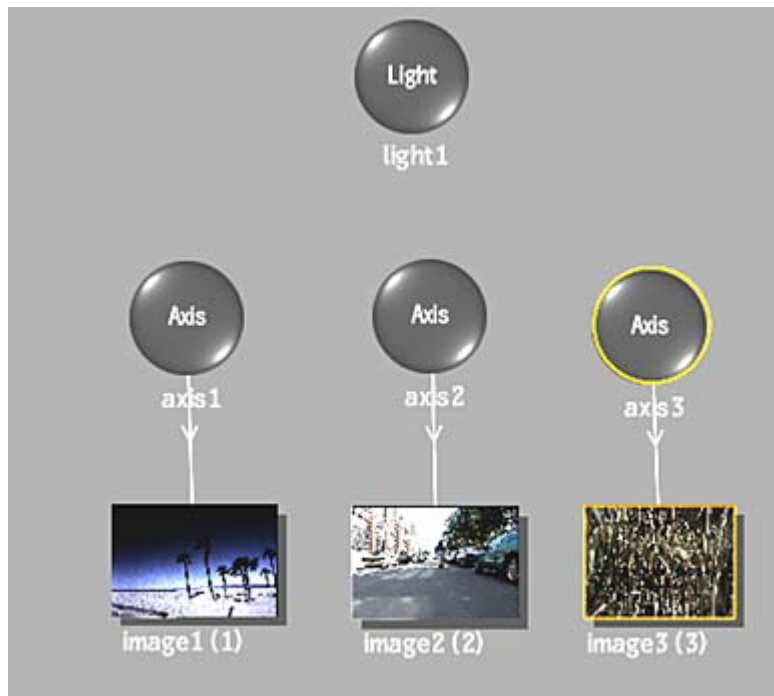 Light
light1
Axis
Axis
Axis
axis1
axis2
axis3
image1 (1)
image2 (2)
image3 (3)